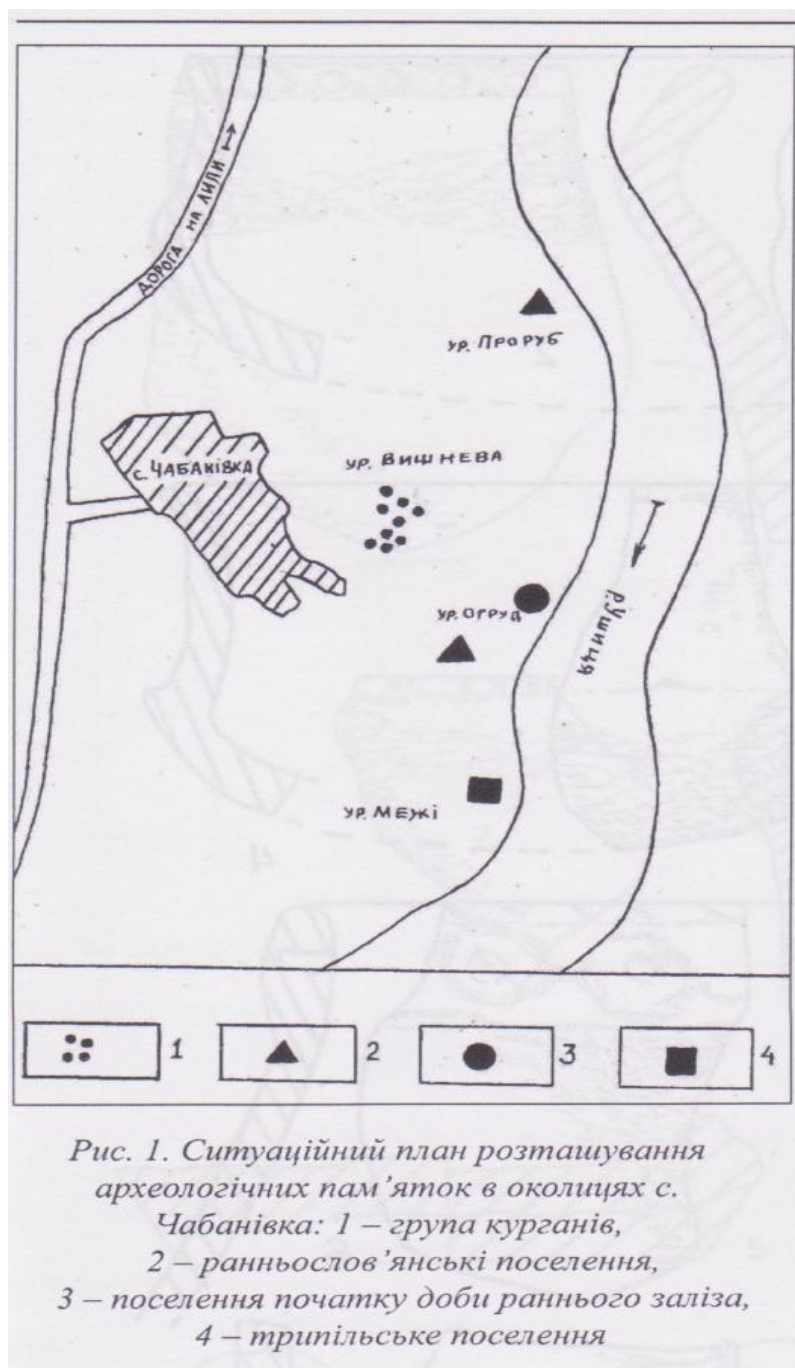 ДОРОГА НА ЛИПИ
ур. ПРОРУБ
с. ЧАБАНІВКА
ур. ВИШНЕВА
ур. ОГРУД
р. УШИЦЯ
ур. МЕЖІ
1
2
3
4
Рис. 1. Ситуаційний план розташування
археологічних пам’яток в околицях с.
Чабанівка: 1 – група курганів,
2 – ранньослов’янські поселення,
3 – поселення початку доби раннього заліза,
4 – трипільське поселення